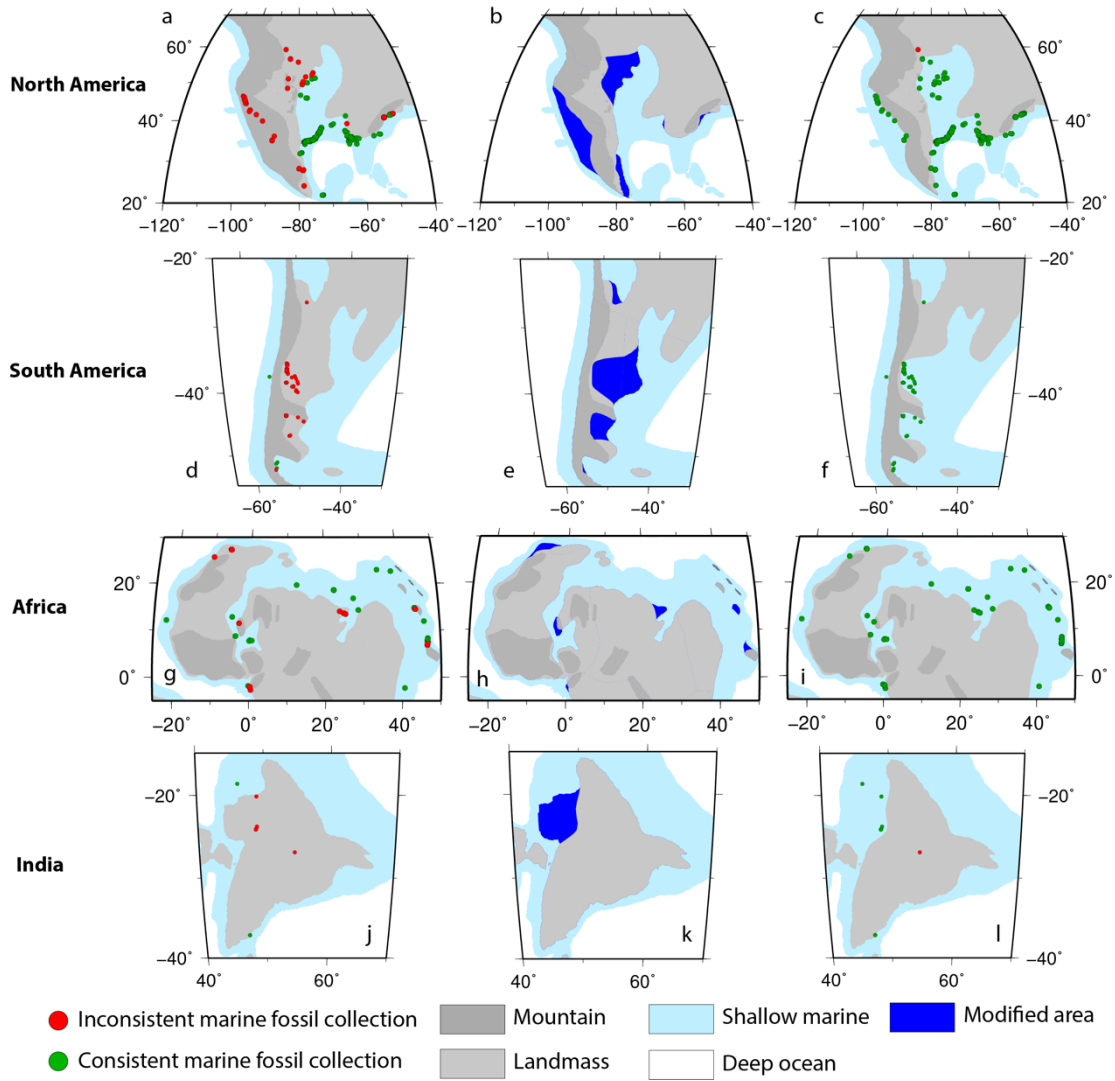 a
b
c
North America
60˚
40˚
20˚
60˚
40˚
20˚
−120 −100 −80 −60 −40
−120 −100 −80 −60 −40
−120 −100 −80 −60 −40
South America
−20˚
−40˚
−20˚
−40˚
−20˚
−40˚
d
e
f
−60˚ −40˚
−60˚ −40˚
−60˚ −40˚
Africa
20˚
0˚
20˚
0˚
g
h
i
−20˚ 0˚ 20˚ 40˚
−20˚ 0˚ 20˚ 40˚
−20˚ 0˚ 20˚ 40˚
India
−20˚
−40˚
−20˚
−40˚
j
k
l
40˚ 60˚
40˚ 60˚
40˚ 60˚
Inconsistent marine fossil collection
Mountain
Shallow marine
Modified area
Consistent marine fossil collection
Landmass
Deep ocean